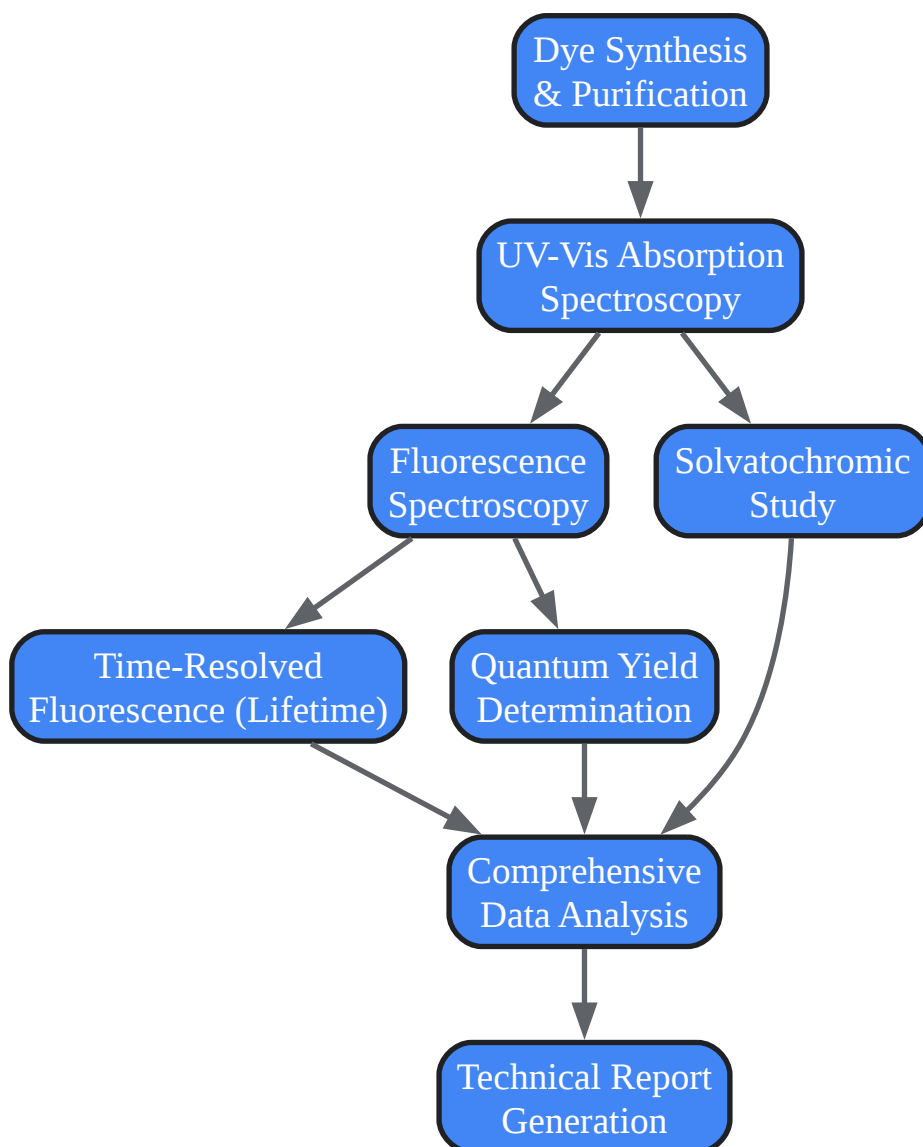 Dye Synthesis
& Purification
UV-Vis Absorption
Spectroscopy
Fluorescence
Spectroscopy
Solvatochromic
Study
Time-Resolved
Fluorescence (Lifetime)
Quantum Yield
Determination
Comprehensive
Data Analysis
Technical Report
Generation